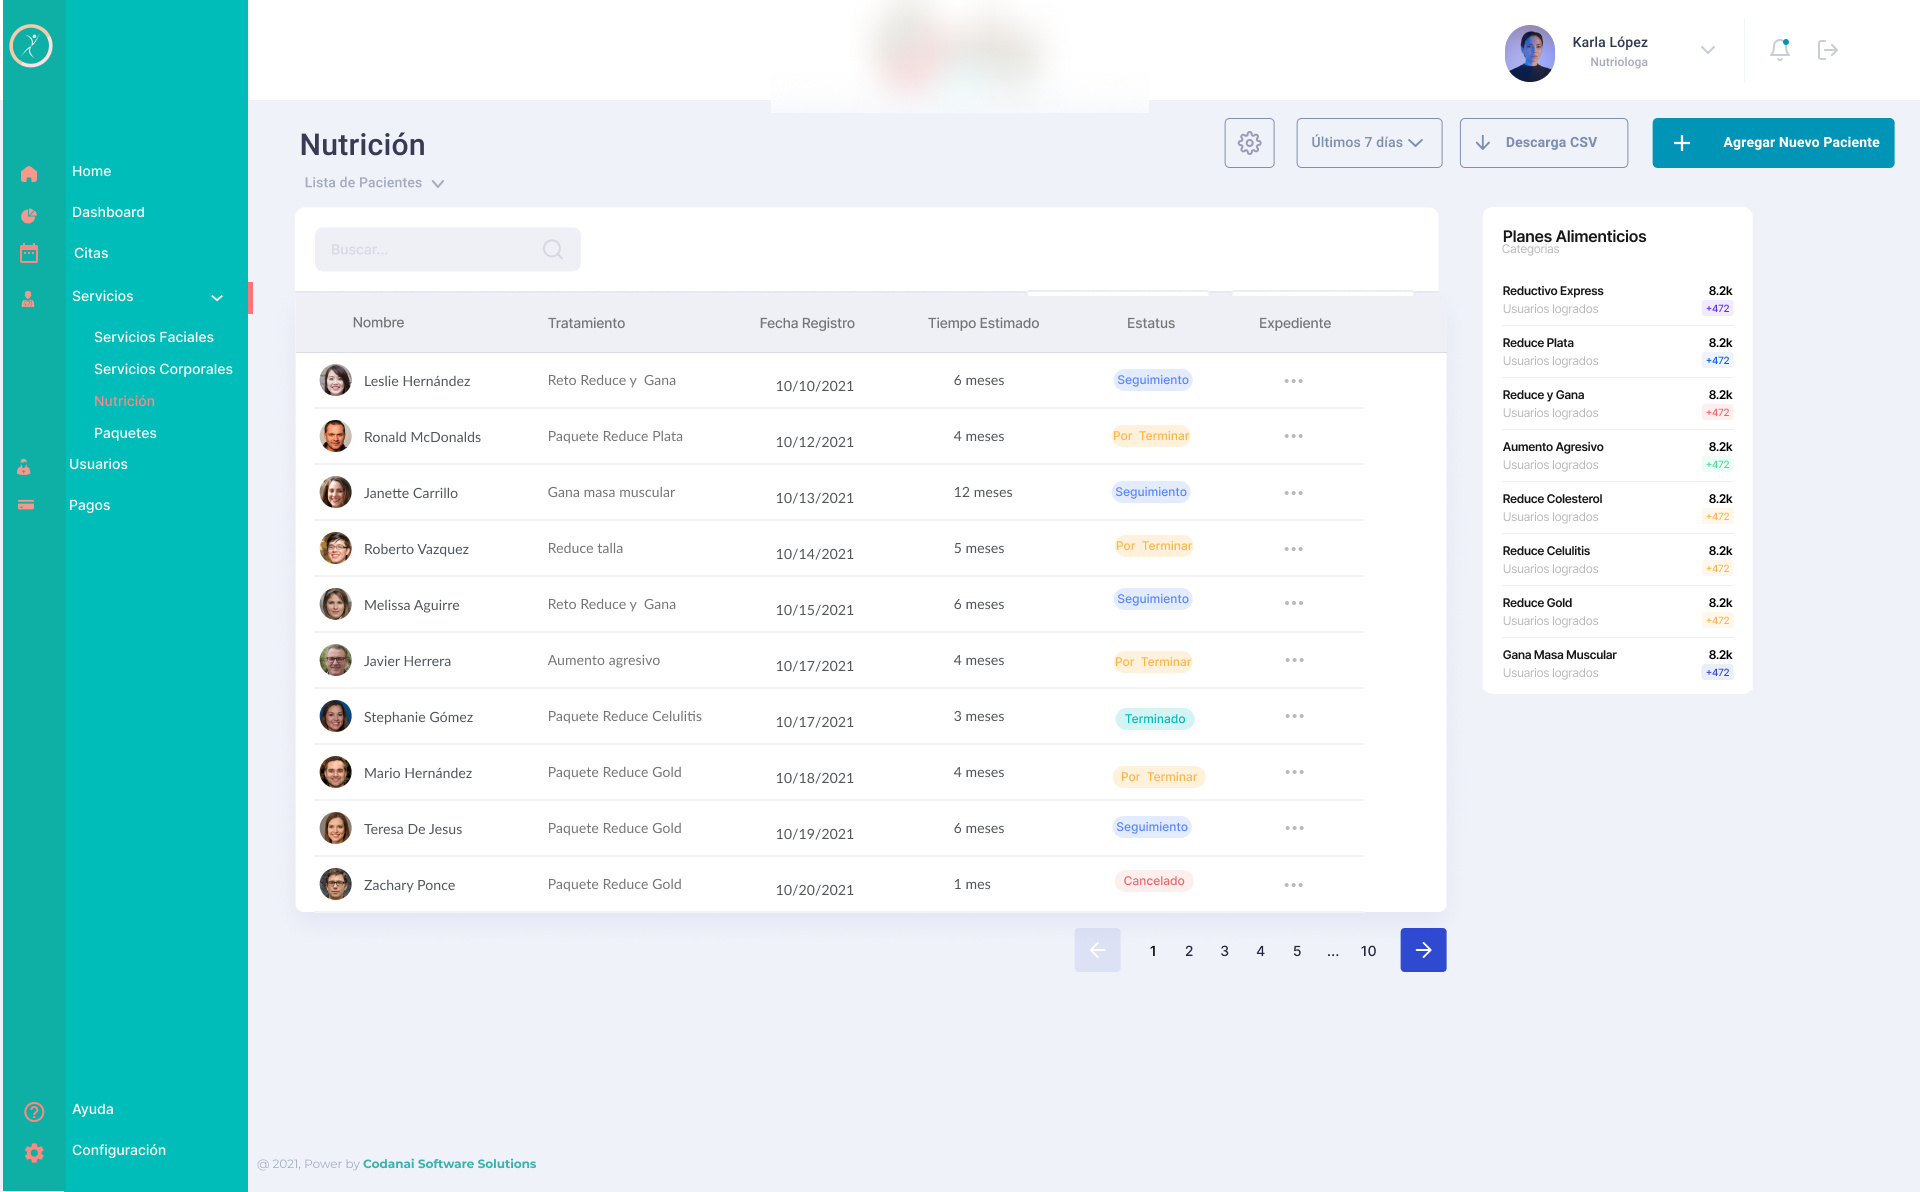 Karla López
Nutriologa
Nutrición
Lista de Pacientes
Últimos 7 días
Descarga CSV
Agregar Nuevo Paciente
Home
Dashboard
Citas
Servicios
Servicios Faciales
Servicios Corporales
Nutrición
Paquetes
Usuarios
Pagos
Ayuda
Configuración
Buscar...
Nombre Tratamiento Fecha Registro Tiempo Estimado Estatus Expediente
Leslie Hernández Reto Reduce y Gana 10/10/2021 6 meses Seguimiento
Ronald McDonalds Paquete Reduce Plata 10/12/2021 4 meses Por Terminar
Janette Carrillo Gana masa muscular 10/13/2021 12 meses Seguimiento
Roberto Vazquez Reduce talla 10/14/2021 5 meses Por Terminar
Melissa Aguirre Reto Reduce y Gana 10/15/2021 6 meses Seguimiento
Javier Herrera Aumento agresivo 10/17/2021 4 meses Por Terminar
Stephanie Gómez Paquete Reduce Celulitis 10/17/2021 3 meses Terminado
Mario Hernández Paquete Reduce Gold 10/18/2021 4 meses Por Terminar
Teresa De Jesus Paquete Reduce Gold 10/19/2021 6 meses Seguimiento
Zachary Ponce Paquete Reduce Gold 10/20/2021 1 mes Cancelado
1 2 3 4 5 ... 10
Planes Alimenticios
Categorias
Reductivo Express 8.2k
Usuarios logrados +472
Reduce Plata 8.2k
Usuarios logrados +472
Reduce y Gana 8.2k
Usuarios logrados +472
Aumento Agresivo 8.2k
Usuarios logrados +472
Reduce Colesterol 8.2k
Usuarios logrados +472
Reduce Celulitis 8.2k
Usuarios logrados +472
Reduce Gold 8.2k
Usuarios logrados +472
Gana Masa Muscular 8.2k
Usuarios logrados +472
@ 2021, Power by Codanai Software Solutions